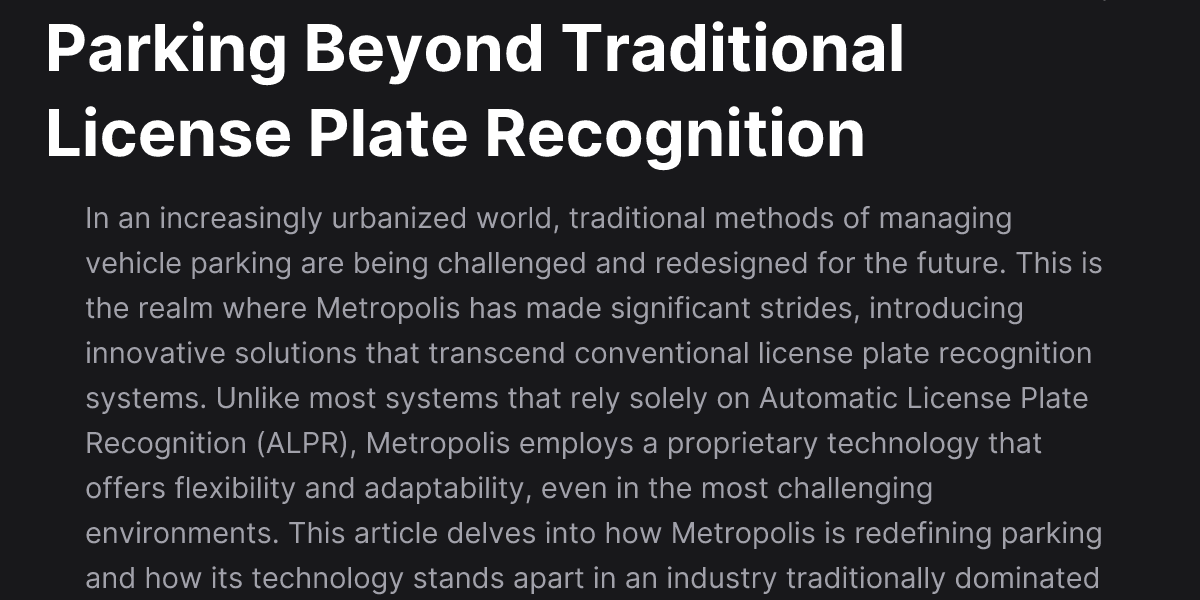 Parking Beyond Traditional
License Plate Recognition
In an increasingly urbanized world, traditional methods of managing
vehicle parking are being challenged and redesigned for the future. This is
the realm where Metropolis has made significant strides, introducing
innovative solutions that transcend conventional license plate recognition
systems. Unlike most systems that rely solely on Automatic License Plate
Recognition (ALPR), Metropolis employs a proprietary technology that
offers flexibility and adaptability, even in the most challenging
environments. This article delves into how Metropolis is redefining parking
and how its technology stands apart in an industry traditionally dominated